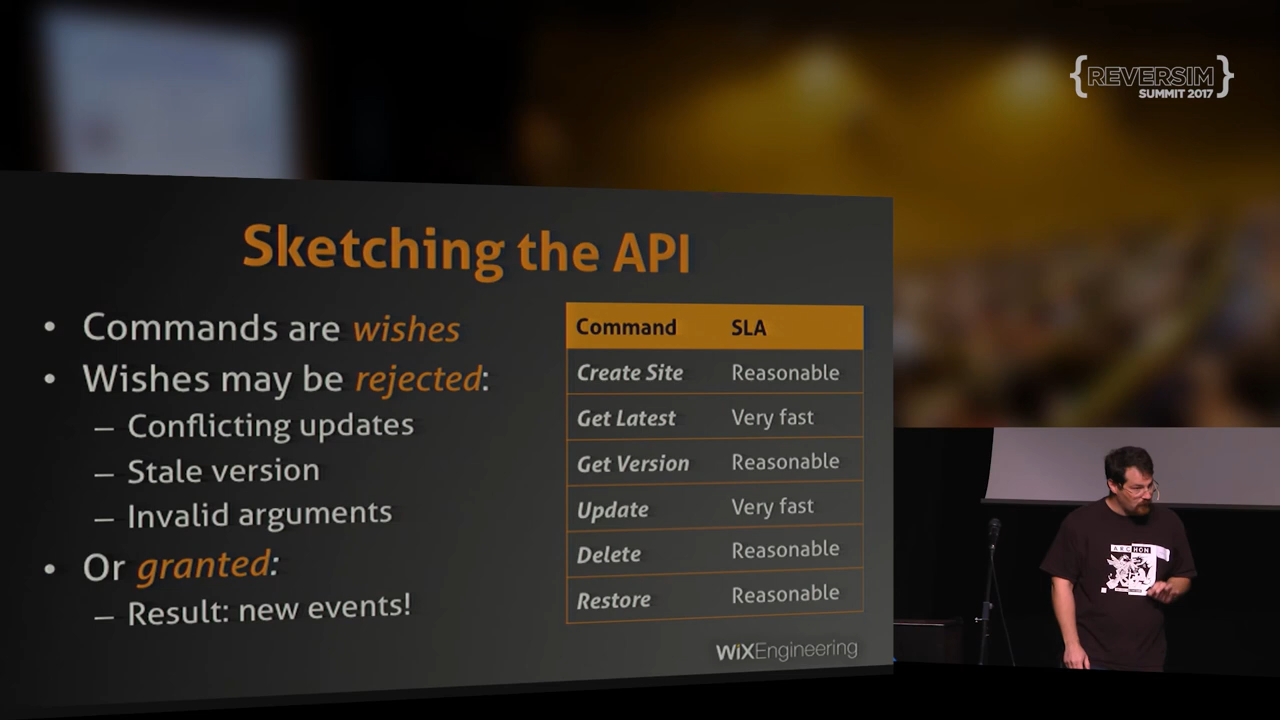 {REVERSIM}
SUMMIT 2017
Sketching the API
• Commands are wishes
• Wishes may be rejected:
– Conflicting updates
– Stale version
– Invalid arguments
• Or granted:
– Result: new events!
Command SLA
Create Site Reasonable
Get Latest Very fast
Get Version Reasonable
Update Very fast
Delete Reasonable
Restore Reasonable
WiXEngineering